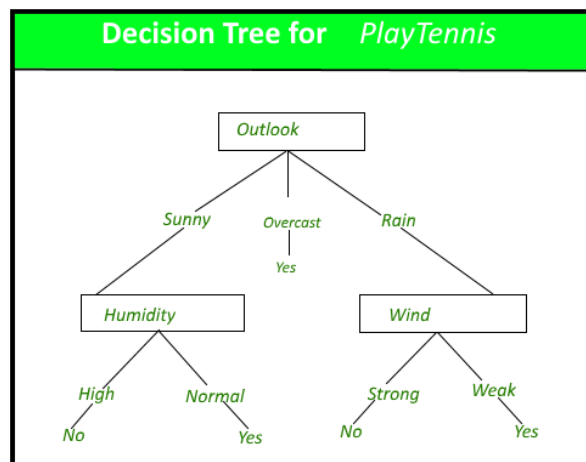 Decision Tree for PlayTennis
Outlook
Sunny Overcast Rain
Yes
Humidity Wind
High Normal Strong Weak
No Yes No Yes